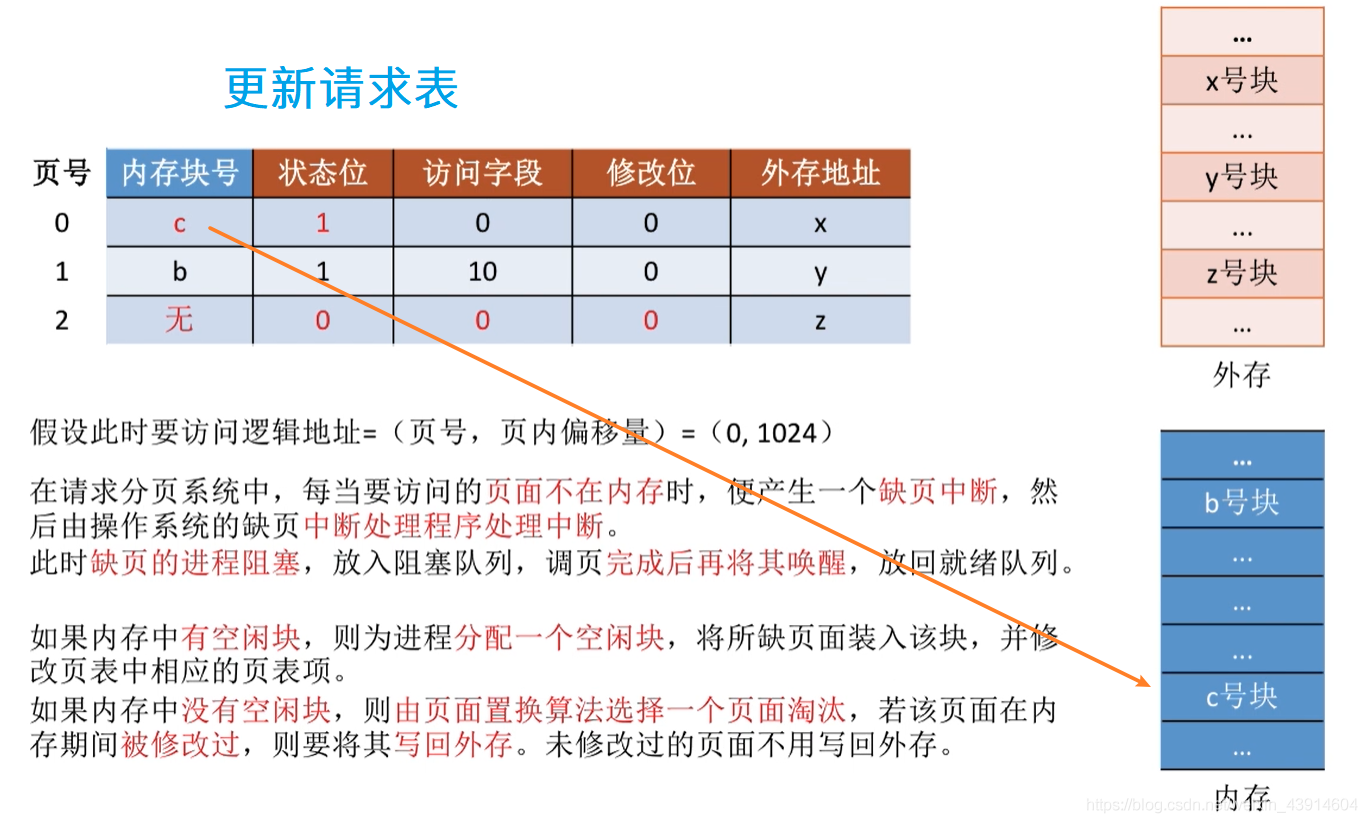 更新请求表
页号 内存块号 状态位 访问字段 修改位 外存地址
0 c 1 0 0 x
1 b 1 10 0 y
2 无 0 0 0 z
...
x号块
...
y号块
...
z号块
...
外存
假设此时要访问逻辑地址=（页号，页内偏移量）=（0, 1024）
在请求分页系统中，每当要访问的页面不在内存时，便产生一个缺页中断，然
后由操作系统的缺页中断处理程序处理中断。
此时缺页的进程阻塞，放入阻塞队列，调页完成后再将其唤醒，放回就绪队列。
如果内存中有空闲块，则为进程分配一个空闲块，将所缺页面装入该块，并修
改页表中相应的页表项。
如果内存中没有空闲块，则由页面置换算法选择一个页面淘汰，若该页面在内
存期间被修改过，则要将其写回外存。未修改过的页面不用写回外存。
...
b号块
...
...
...
c号块
...
内存